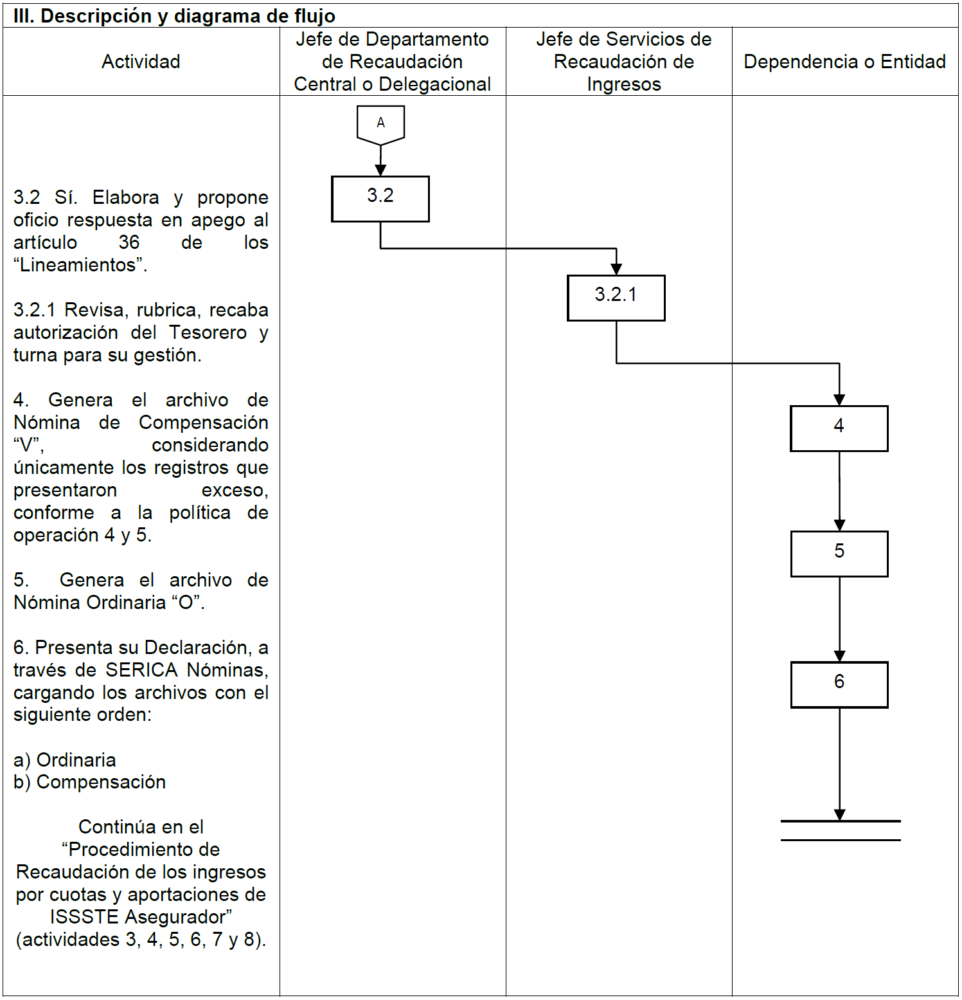 III. Descripción y diagrama de flujo
Actividad
Jefe de Departamento
de Recaudación
Central o Delegacional
Jefe de Servicios de
Recaudación de
Ingresos
Dependencia o Entidad
3.2 Sí. Elabora y propone
oficio respuesta en apego al
artículo 36 de los
“Lineamientos”.
3.2.1 Revisa, rubrica, recaba
autorización del Tesorero y
turna para su gestión.
4. Genera el archivo de
Nómina de Compensación
“V”, considerando
únicamente los registros que
presentaron exceso,
conforme a la política de
operación 4 y 5.
5. Genera el archivo de
Nómina Ordinaria “O”.
6. Presenta su Declaración, a
través de SERICA Nóminas,
cargando los archivos con el
siguiente orden:
a) Ordinaria
b) Compensación
Continúa en el
“Procedimiento de
Recaudación de los ingresos
por cuotas y aportaciones de
ISSSTE Asegurador”
(actividades 3, 4, 5, 6, 7 y 8).
A
3.2
3.2.1
4
5
6